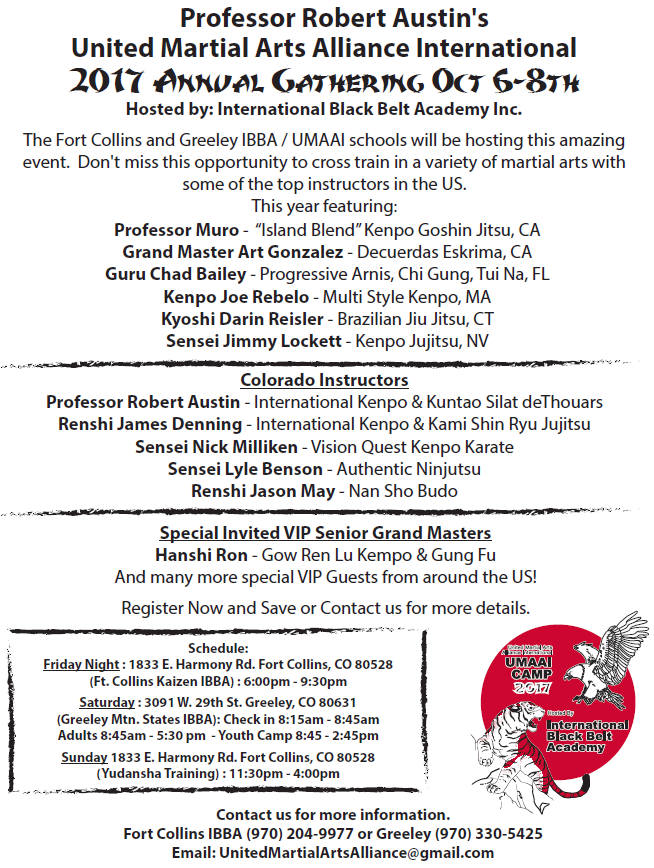 Professor Robert Austin's
United Martial Arts Alliance International
2017 Annual Gathering Oct 6-8th
Hosted by: International Black Belt Academy Inc.
The Fort Collins and Greeley IBBA / UMAAI schools will be hosting this amazing
event.  Don't miss this opportunity to cross train in a variety of martial arts with
some of the top instructors in the US.
This year featuring:
Professor Muro - “Island Blend” Kenpo Goshin Jitsu, CA
Grand Master Art Gonzalez - Decuerdas Eskrima, CA
Guru Chad Bailey - Progressive Arnis, Chi Gung, Tui Na, FL
Kenpo Joe Rebelo - Multi Style Kenpo, MA
Kyoshi Darin Reisler - Brazilian Jiu Jitsu, CT
Sensei Jimmy Lockett - Kenpo Jujitsu, NV
Colorado Instructors
Professor Robert Austin - International Kenpo & Kuntao Silat deThouars
Renshi James Denning - International Kenpo & Kami Shin Ryu Jujitsu
Sensei Nick Milliken - Vision Quest Kenpo Karate
Sensei Lyle Benson - Authentic Ninjutsu
Renshi Jason May - Nan Sho Budo
Special Invited VIP Senior Grand Masters
Hanshi Ron - Gow Ren Lu Kempo & Gung Fu
And many more special VIP Guests from around the US!
Register Now and Save or Contact us for more details.
Schedule:
Friday Night : 1833 E. Harmony Rd. Fort Collins, CO 80528
(Ft. Collins Kaizen IBBA) : 6:00pm - 9:30pm
Saturday : 3091 W. 29th St. Greeley, CO 80631
(Greeley Mtn. States IBBA): Check in 8:15am - 8:45am
Adults 8:45am - 5:30 pm  - Youth Camp 8:45 - 2:45pm
Sunday 1833 E. Harmony Rd. Fort Collins, CO 80528
(Yudansha Training) : 11:30pm - 4:00pm
United Martial Arts
Alliance International
UMAAI
CAMP
2017
Hosted By
International
Black Belt
Academy
Contact us for more information.
Fort Collins IBBA (970) 204-9977 or Greeley (970) 330-5425
Email: UnitedMartialArtsAlliance@gmail.com